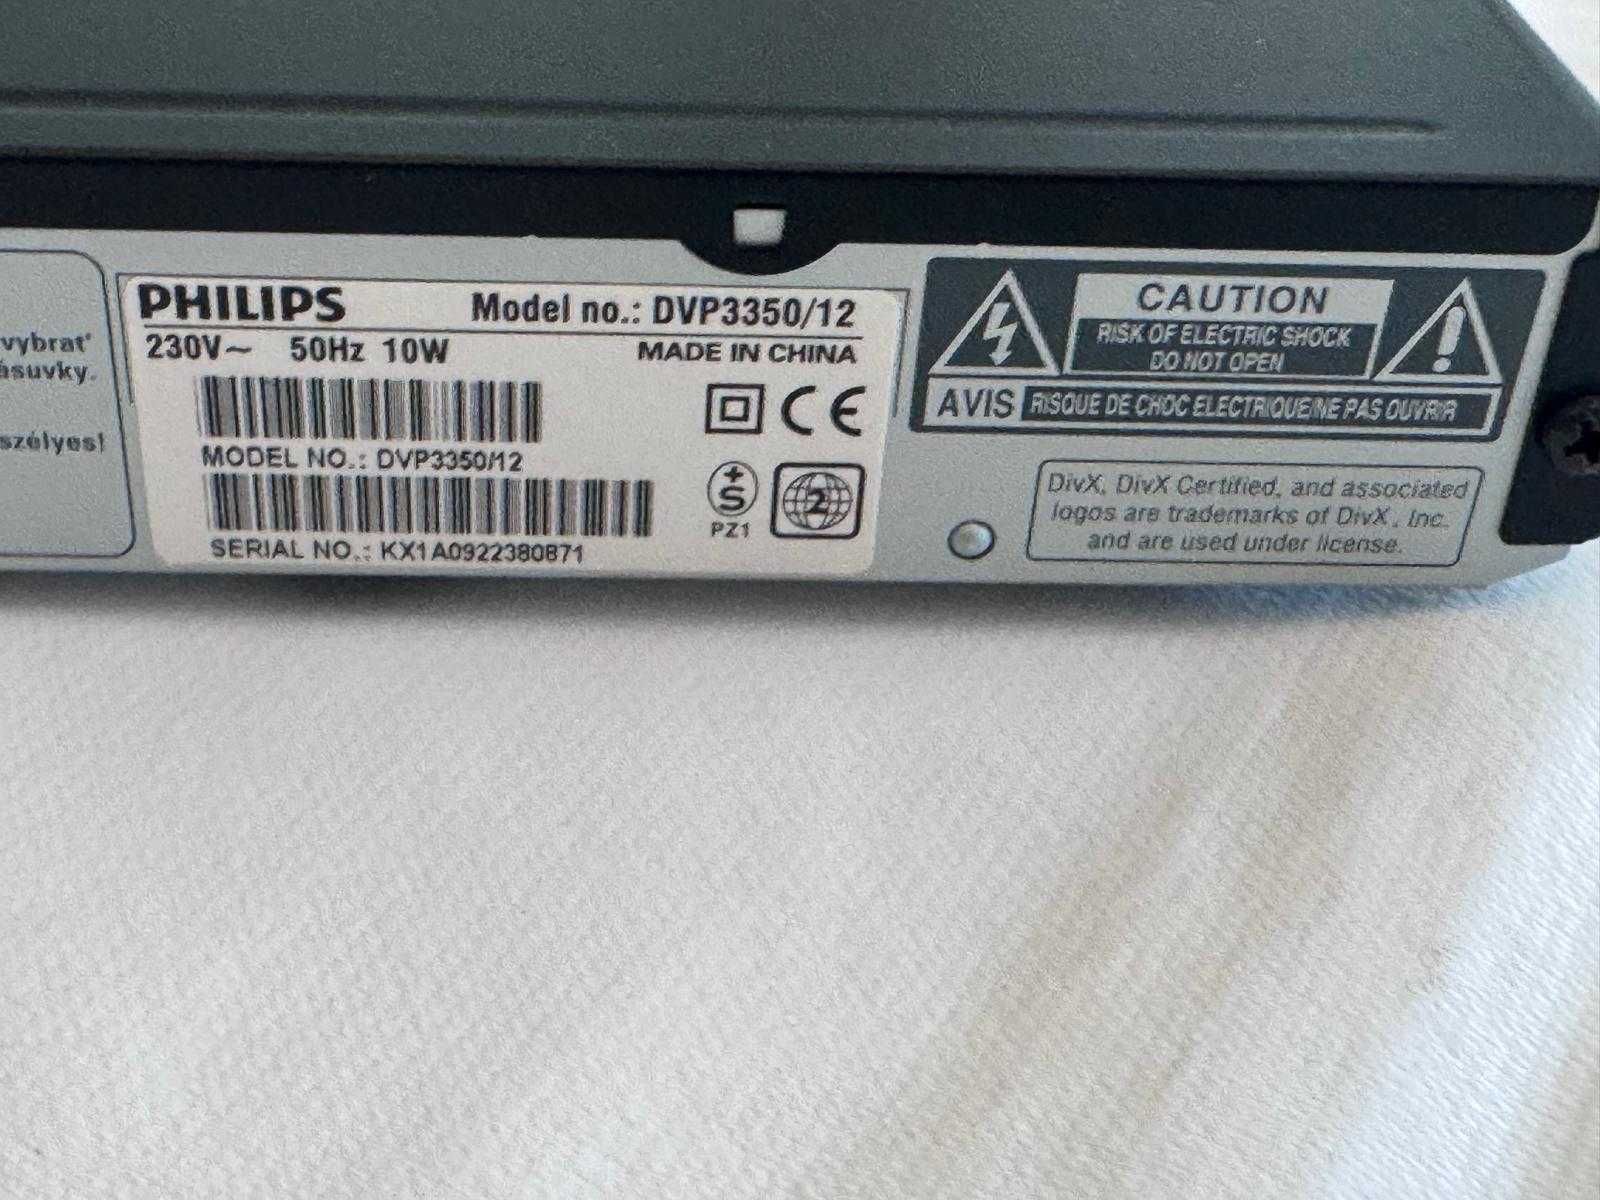 vybrat'
ásuvky.
szélyes!
PHILIPS Model no.: DVP3350/12
230V~ 50Hz 10W MADE IN CHINA
CE
MODEL NO.: DVP3350/12
+
S
PZ1
2
SERIAL NO.: KX1A0922380871
CAUTION
RISK OF ELECTRIC SHOCK
DO NOT OPEN
AVIS RISQUE DE CHOC ELECTRIQUE NE PAS OUVRIR
DivX, DivX Certified, and associated
logos are trademarks of DivX, Inc.
and are used under license.